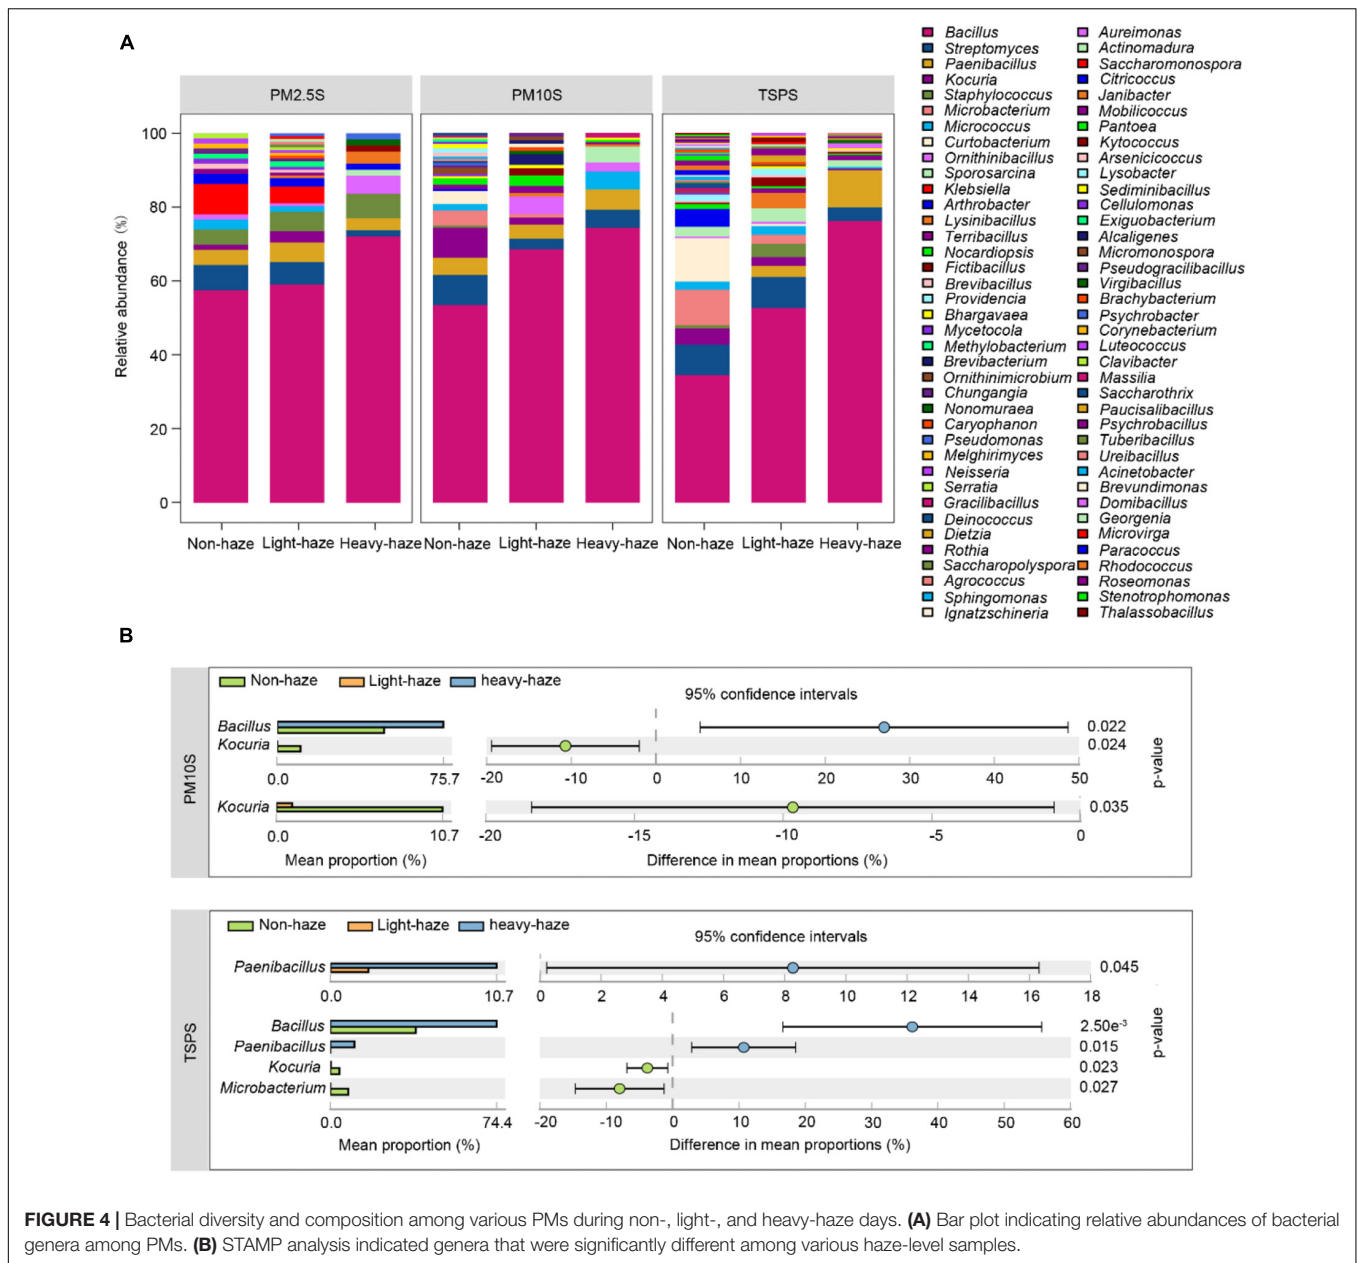 A
PM2.5S
PM10S
TSPS
Relative abundance (%)
100
80
60
40
20
0
Non-haze
Light-haze
Heavy-haze
Non-haze
Light-haze
Heavy-haze
Non-haze
Light-haze
Heavy-haze
Bacillus
Streptomyces
Paenibacillus
Kocuria
Staphylococcus
Microbacterium
Micrococcus
Curtobacterium
Ornithinibacillus
Sporosarcina
Klebsiella
Arthrobacter
Lysinibacillus
Terribacillus
Nocardiopsis
Fictibacillus
Brevibacillus
Providencia
Bhargavaea
Mycetocola
Methylobacterium
Brevibacterium
Ornithinimicrobium
Chungangia
Nonomuraea
Caryophanon
Pseudomonas
Melghirimyces
Neisseria
Serratia
Gracilibacillus
Deinococcus
Dietzia
Rothia
Saccharopolyspora
Agrococcus
Sphingomonas
Ignatzschineria
Aureimonas
Actinomadura
Saccharomonospora
Citricoccus
Janibacter
Mobilicoccus
Pantoea
Kytococcus
Arsenicicoccus
Lysobacter
Sediminibacillus
Cellulomonas
Exiguobacterium
Alcaligenes
Micromonospora
Pseudogracilibacillus
Virgibacillus
Brachybacterium
Psychrobacter
Corynebacterium
Luteococcus
Clavibacter
Massilia
Saccharothrix
Paucisalibacillus
Psychrobacillus
Tuberibacillus
Ureibacillus
Acinetobacter
Brevundimonas
Domibacillus
Georgenia
Microvirga
Paracoccus
Rhodococcus
Roseomonas
Stenotrophomonas
Thalassobacillus
B
PM10S
Non-haze Light-haze heavy-haze
95% confidence intervals
Bacillus 0.022
Kocuria 0.024
0.0 75.7 -20 -10 0 10 20 30 40 50
Kocuria 0.035
0.0 10.7 -20 -15 -10 -5 0
Mean proportion (%) Difference in mean proportions (%)
p-value
TSPS
Non-haze Light-haze heavy-haze
95% confidence intervals
Paenibacillus 0.045
0.0 10.7 0 2 4 6 8 10 12 14 16 18
Bacillus 2.50e-3
Paenibacillus 0.015
Kocuria 0.023
Microbacterium 0.027
0.0 74.4 -20 -10 0 10 20 30 40 50 60
Mean proportion (%) Difference in mean proportions (%)
p-value
FIGURE 4 | Bacterial diversity and composition among various PMs during non-, light-, and heavy-haze days. (A) Bar plot indicating relative abundances of bacterial
genera among PMs. (B) STAMP analysis indicated genera that were significantly different among various haze-level samples.